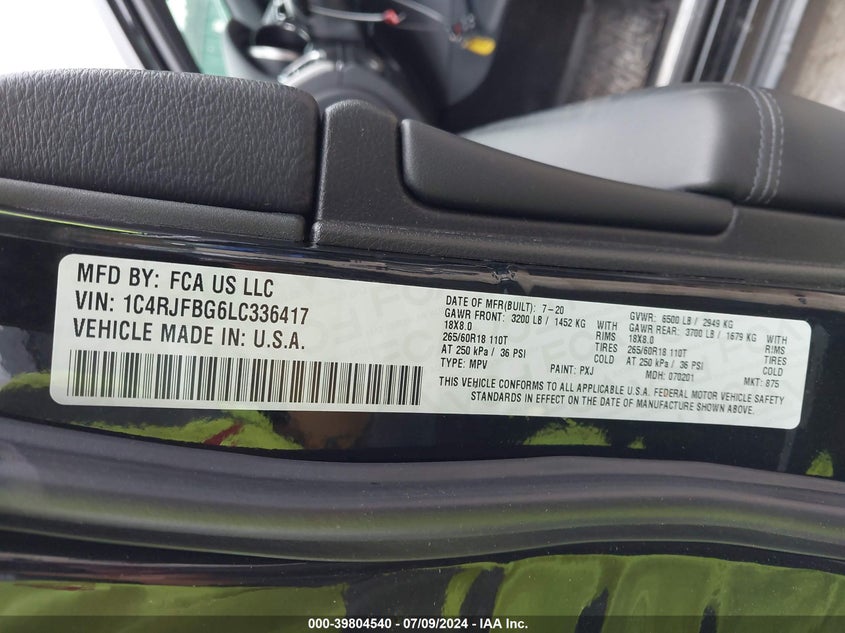 MFD BY: FCA US LLC
VIN: 1C4RJFBG6LC336417
VEHICLE MADE IN U.S.A.
DATE OF MFR(BUILT): 7-20
GAWR FRONT: 3200 LB / 1452 KG WITH
18X8.0 RIMS
265/60R18 110T TIRES
AT 250 kPa / 36 PSI COLD
TYPE: MPV PAINT: PXJ
GVWR: 6500 LB / 2949 KG
GAWR REAR: 3700 LB / 1679 KG WITH
18X8.0 RIMS
265/60R18 110T TIRES
AT 250 kPa / 36 PSI COLD
MDH: 070201 MKT: 875
THIS VEHICLE CONFORMS TO ALL APPLICABLE U.S.A. FEDERAL MOTOR VEHICLE SAFETY
STANDARDS IN EFFECT ON THE DATE OF MANUFACTURE SHOWN ABOVE.
000-39804540 - 07/09/2024 - IAA Inc.